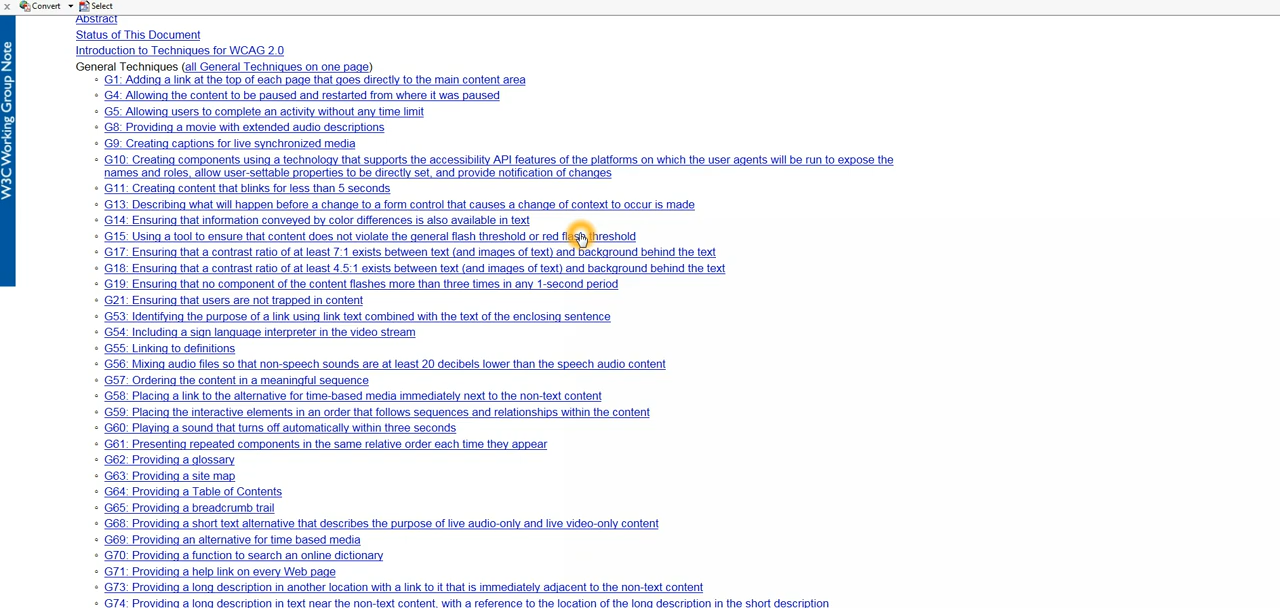 x Convert Select
Abstract
Status of This Document
Introduction to Techniques for WCAG 2.0
General Techniques (all General Techniques on one page)
G1: Adding a link at the top of each page that goes directly to the main content area
G4: Allowing the content to be paused and restarted from where it was paused
G5: Allowing users to complete an activity without any time limit
G8: Providing a movie with extended audio descriptions
G9: Creating captions for live synchronized media
G10: Creating components using a technology that supports the accessibility API features of the platforms on which the user agents will be run to expose the
names and roles, allow user-settable properties to be directly set, and provide notification of changes
G11: Creating content that blinks for less than 5 seconds
G13: Describing what will happen before a change to a form control that causes a change of context to occur is made
G14: Ensuring that information conveyed by color differences is also available in text
G15: Using a tool to ensure that content does not violate the general flash threshold or red flash threshold
G17: Ensuring that a contrast ratio of at least 7:1 exists between text (and images of text) and background behind the text
G18: Ensuring that a contrast ratio of at least 4.5:1 exists between text (and images of text) and background behind the text
G19: Ensuring that no component of the content flashes more than three times in any 1-second period
G21: Ensuring that users are not trapped in content
G53: Identifying the purpose of a link using link text combined with the text of the enclosing sentence
G54: Including a sign language interpreter in the video stream
G55: Linking to definitions
G56: Mixing audio files so that non-speech sounds are at least 20 decibels lower than the speech audio content
G57: Ordering the content in a meaningful sequence
G58: Placing a link to the alternative for time-based media immediately next to the non-text content
G59: Placing the interactive elements in an order that follows sequences and relationships within the content
G60: Playing a sound that turns off automatically within three seconds
G61: Presenting repeated components in the same relative order each time they appear
G62: Providing a glossary
G63: Providing a site map
G64: Providing a Table of Contents
G65: Providing a breadcrumb trail
G68: Providing a short text alternative that describes the purpose of live audio-only and live video-only content
G69: Providing an alternative for time based media
G70: Providing a function to search an online dictionary
G71: Providing a help link on every Web page
G73: Providing a long description in another location with a link to it that is immediately adjacent to the non-text content
G74: Providing a long description in text near the non-text content, with a reference to the location of the long description in the short description
W3C Working Group Note